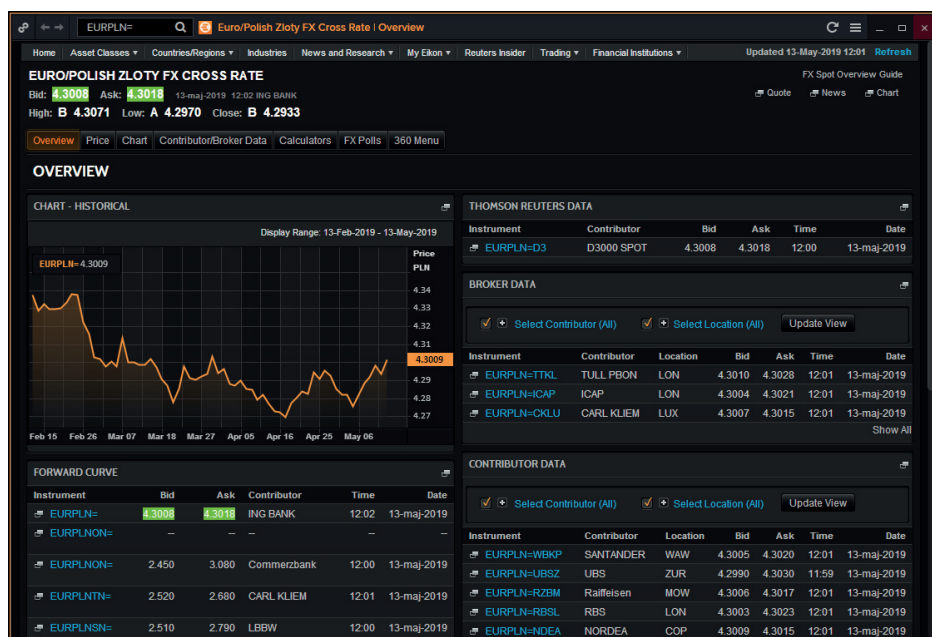 EURPLN= Euro/Polish Zloty FX Cross Rate | Overview
Home Asset Classes Countries/Regions Industries News and Research My Eikon Reuters Insider Trading Financial Institutions Updated 13-May-2019 12:01 Refresh
EURO/POLISH ZLOTY FX CROSS RATE
FX Spot Overview Guide
Bid: 4.3008 Ask: 4.3018 13-maj-2019 12:02 ING BANK
Quote News Chart
High: B 4.3071 Low: A 4.2970 Close: B 4.2933
Overview Price Chart Contributor/Broker Data Calculators FX Polls 360 Menu
OVERVIEW
CHART - HISTORICAL
Display Range: 13-Feb-2019 - 13-May-2019
EURPLN= 4.3009
Price
PLN
4.34
4.33
4.32
4.31
4.3009
4.29
4.28
4.27
Feb 15 Feb 26 Mar 07 Mar 18 Mar 27 Apr 05 Apr 16 Apr 25 May 06
FORWARD CURVE
Instrument Bid Ask Contributor Time Date
EURPLN= 4.3008 4.3018 ING BANK 12:02 13-maj-2019
EURPLNON= -- -- -- -- --
EURPLNON= 2.450 3.080 Commerzbank 12:00 13-maj-2019
EURPLNTN= 2.520 2.680 CARL KLIEM 12:01 13-maj-2019
EURPLNSN= 2.510 2.790 LBBW 12:00 13-maj-2019
THOMSON REUTERS DATA
Instrument Contributor Bid Ask Time Date
EURPLN=D3 D3000 SPOT 4.3008 4.3018 12:00 13-maj-2019
BROKER DATA
Select Contributor (All) Select Location (All) Update View
Instrument Contributor Location Bid Ask Time Date
EURPLN=TTKL TULL PBON LON 4.3010 4.3028 12:01 13-maj-2019
EURPLN=ICAP ICAP LON 4.3004 4.3021 12:01 13-maj-2019
EURPLN=CKLU CARL KLIEM LUX 4.3007 4.3015 12:01 13-maj-2019
Show All
CONTRIBUTOR DATA
Select Contributor (All) Select Location (All) Update View
Instrument Contributor Location Bid Ask Time Date
EURPLN=WBKP SANTANDER WAW 4.3005 4.3020 12:01 13-maj-2019
EURPLN=UBSZ UBS ZUR 4.2990 4.3030 11:59 13-maj-2019
EURPLN=RZBM Raiffeisen MOW 4.3006 4.3017 12:01 13-maj-2019
EURPLN=RBSL RBS LON 4.3003 4.3023 12:01 13-maj-2019
EURPLN=NDEA NORDEA COP 4.3009 4.3015 12:01 13-maj-2019